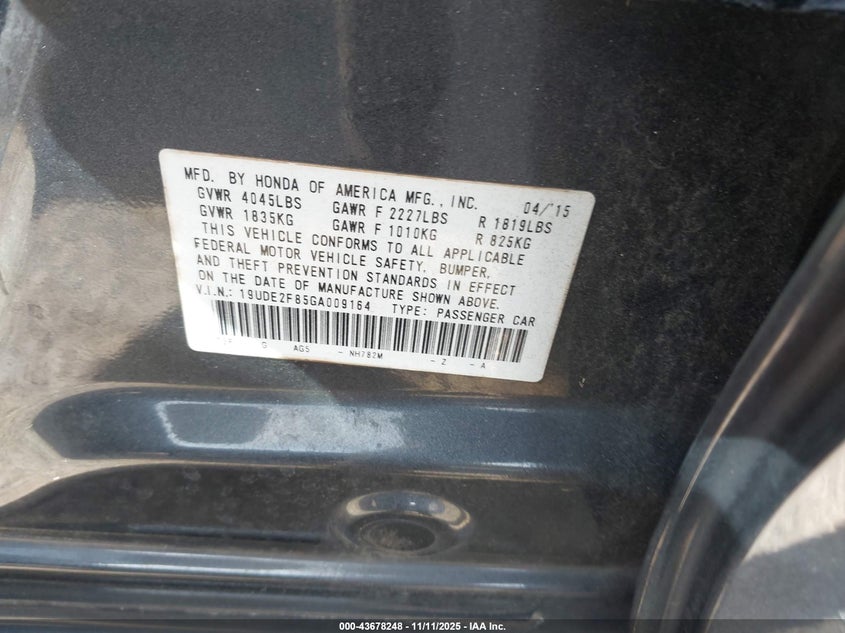 MFD. BY HONDA OF AMERICA MFG., INC. 04/'15
GVWR 4045LBS GAWR F 2227LBS R 1819LBS
GVWR 1835KG GAWR F 1010KG R 825KG
THIS VEHICLE CONFORMS TO ALL APPLICABLE
FEDERAL MOTOR VEHICLE SAFETY, BUMPER,
AND THEFT PREVENTION STANDARDS IN EFFECT
ON THE DATE OF MANUFACTURE SHOWN ABOVE.
V.I.N.: 19UDE2F85GA009164 TYPE: PASSENGER CAR
G AG5 - NH782M - Z - A
000-43678248 - 11/11/2025 - IAA Inc.